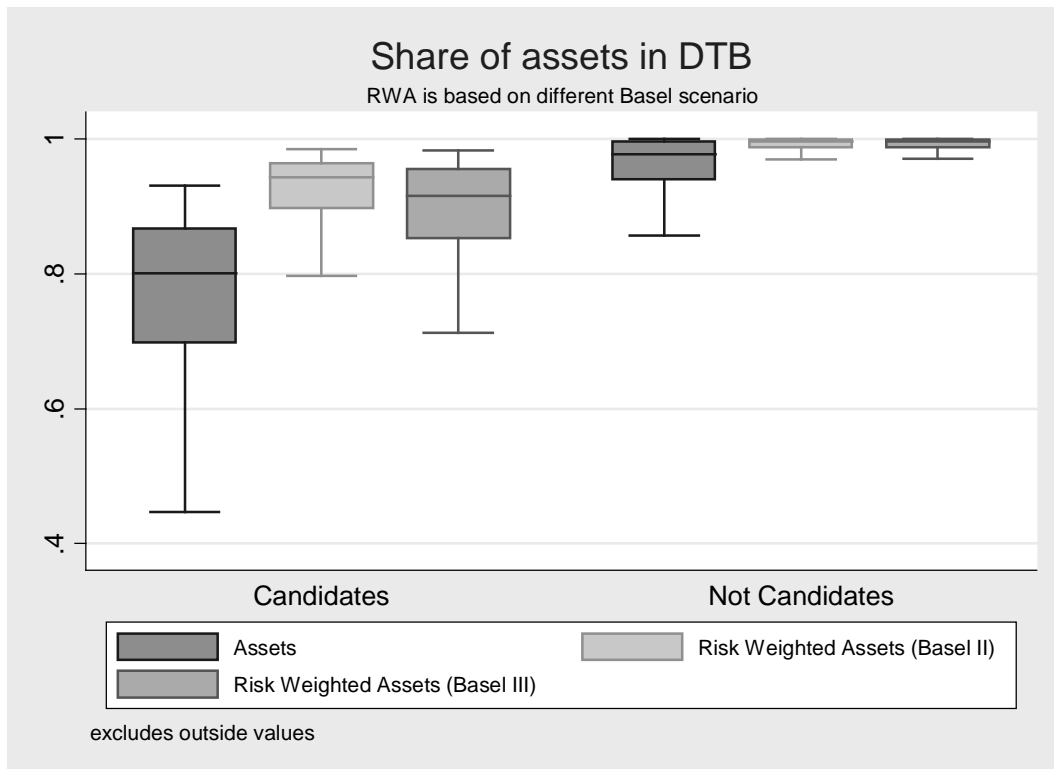 Share of assets in DTB
RWA is based on different Basel scenario
1
.8
.6
.4
Candidates
Not Candidates
Assets
Risk Weighted Assets (Basel II)
Risk Weighted Assets (Basel III)
excludes outside values